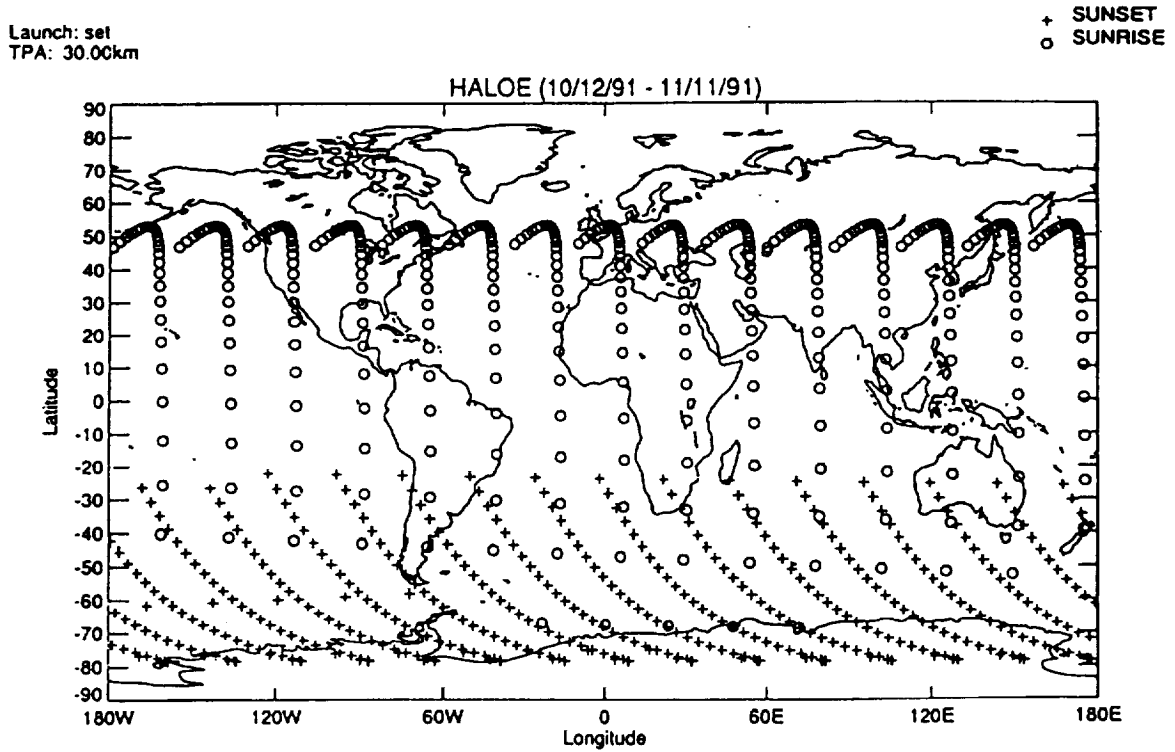 + SUNSET
o SUNRISE
Launch: set
TPA: 30.00km
HALOE (10/12/91 - 11/11/91)
90
80
70
60
50
40
30
20
10
0
-10
-20
-30
-40
-50
-60
-70
-80
-90
Latitude
180W 120W 60W 0 60E 120E 180E
Longitude